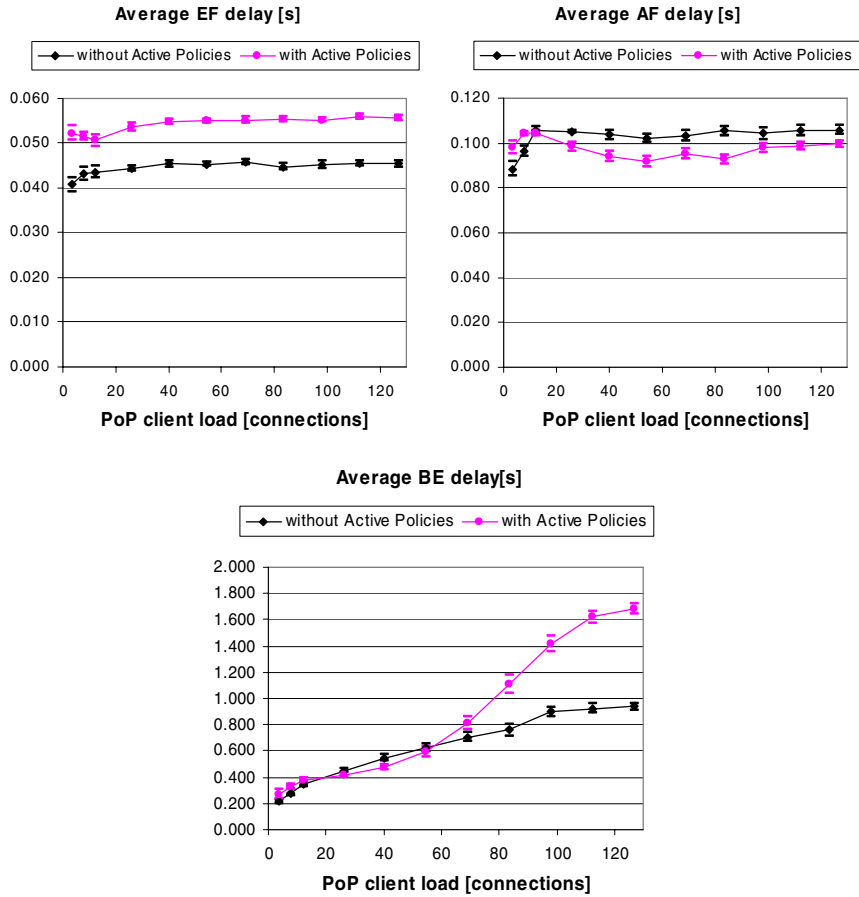 Average EF delay [s]
without Active Policies with Active Policies
0.060
0.050
0.040
0.030
0.020
0.010
0.000
0 20 40 60 80 100 120
PoP client load [connections]
Average AF delay [s]
without Active Policies with Active Policies
0.120
0.100
0.080
0.060
0.040
0.020
0.000
0 20 40 60 80 100 120
PoP client load [connections]
Average BE delay[s]
without Active Policies with Active Policies
2.000
1.800
1.600
1.400
1.200
1.000
0.800
0.600
0.400
0.200
0.000
0 20 40 60 80 100 120
PoP client load [connections]